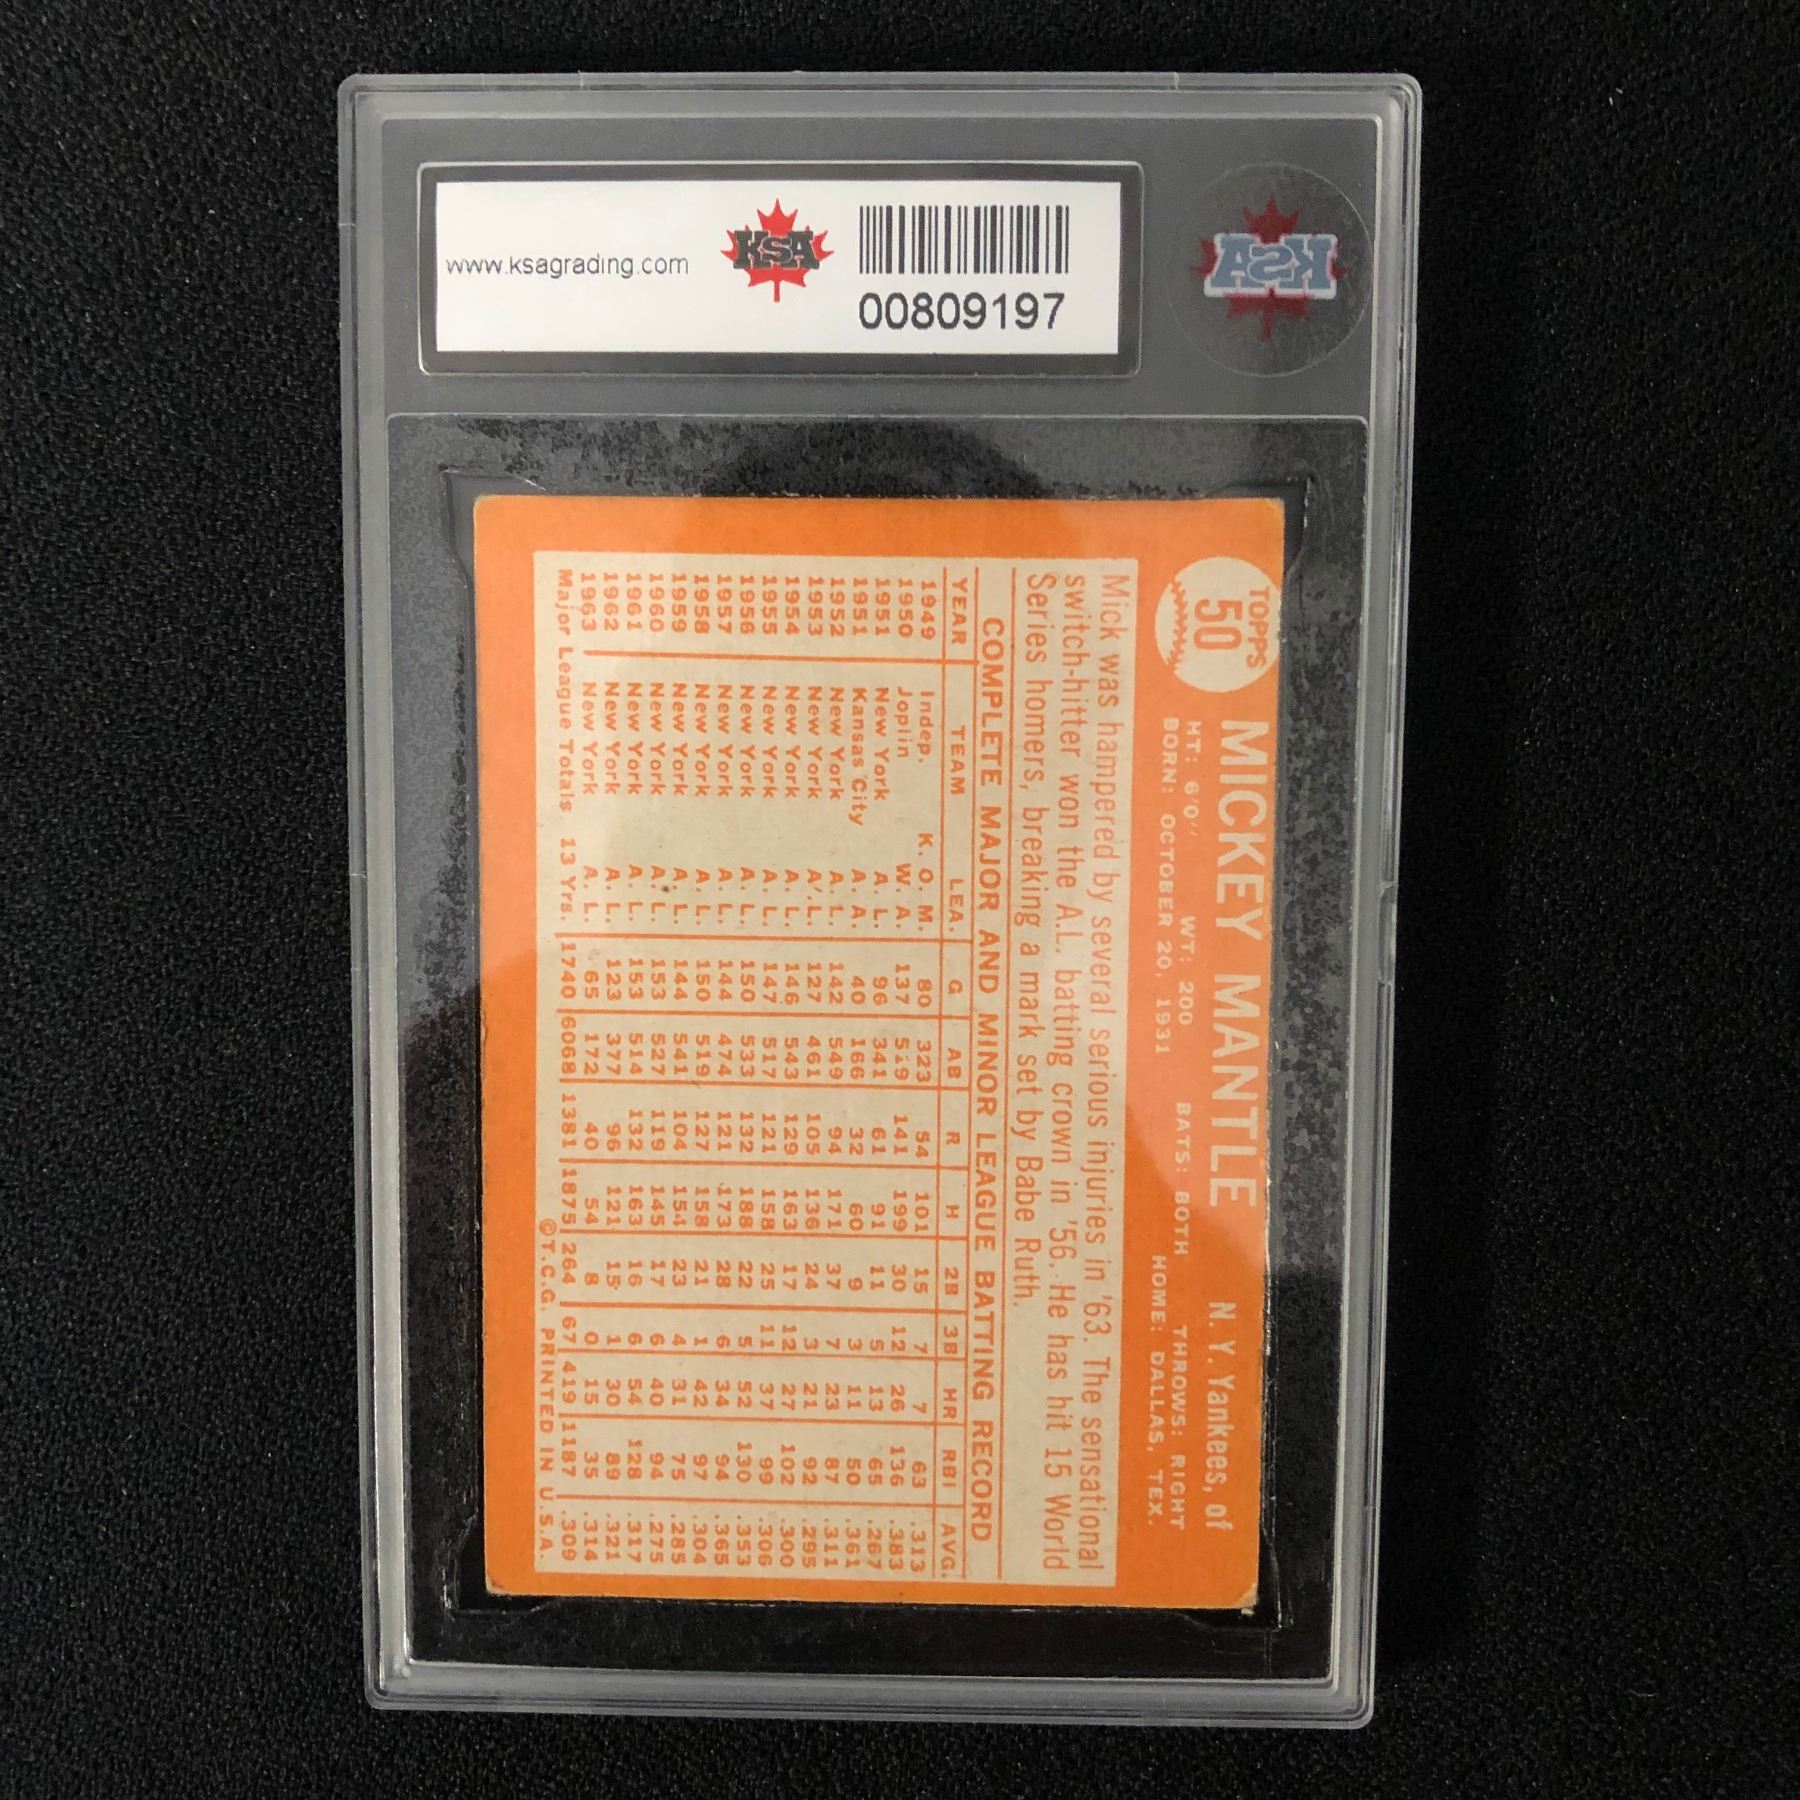 www.ksagrading.com
KSA
00809197
KSA
TOPPS
50
MICKEY MANTLE N. Y. Yankees, of
HT: 6'0'' WT: 200 BATS: BOTH THROWS: RIGHT
BORN: OCTOBER 20, 1931 HOME: DALLAS, TEX.
Mick was hampered by several serious injuries in '63. The sensational
switch-hitter won the A.L. batting crown in '56. He has hit 15 World
Series homers, breaking a mark set by Babe Ruth.
COMPLETE MAJOR AND MINOR LEAGUE BATTING RECORD
YEAR TEAM LEA. G AB R H 2B 3B HR RBI AVG.
1949 Indep. K. O. M. 80 323 54 101 15 7 7 63 .313
1950 Joplin W. A. 137 519 141 199 30 12 26 136 .383
1951 New York A. L. 96 341 61 91 11 5 13 65 .267
1951 Kansas City A. A. 40 166 32 60 9 3 11 50 .361
1952 New York A. L. 142 549 94 171 37 7 23 87 .311
1953 New York A. L. 127 461 105 136 24 3 21 92 .295
1954 New York A. L. 146 543 129 163 17 12 27 102 .300
1955 New York A. L. 147 517 121 158 25 11 37 99 .306
1956 New York A. L. 150 533 132 188 22 5 52 130 .353
1957 New York A. L. 144 474 121 173 28 6 34 94 .365
1958 New York A. L. 150 519 127 158 21 1 42 97 .304
1959 New York A. L. 144 541 104 154 23 4 31 75 .285
1960 New York A. L. 153 527 119 145 17 6 40 94 .275
1961 New York A. L. 153 514 132 163 16 6 54 128 .317
1962 New York A. L. 123 377 96 121 15 1 30 89 .321
1963 New York A. L. 65 172 40 54 8 0 15 35 .314
Major League Totals 13 Yrs. 1740 6068 1381 1875 264 67 419 1187 .309
©T.C.G. PRINTED IN U.S.A.